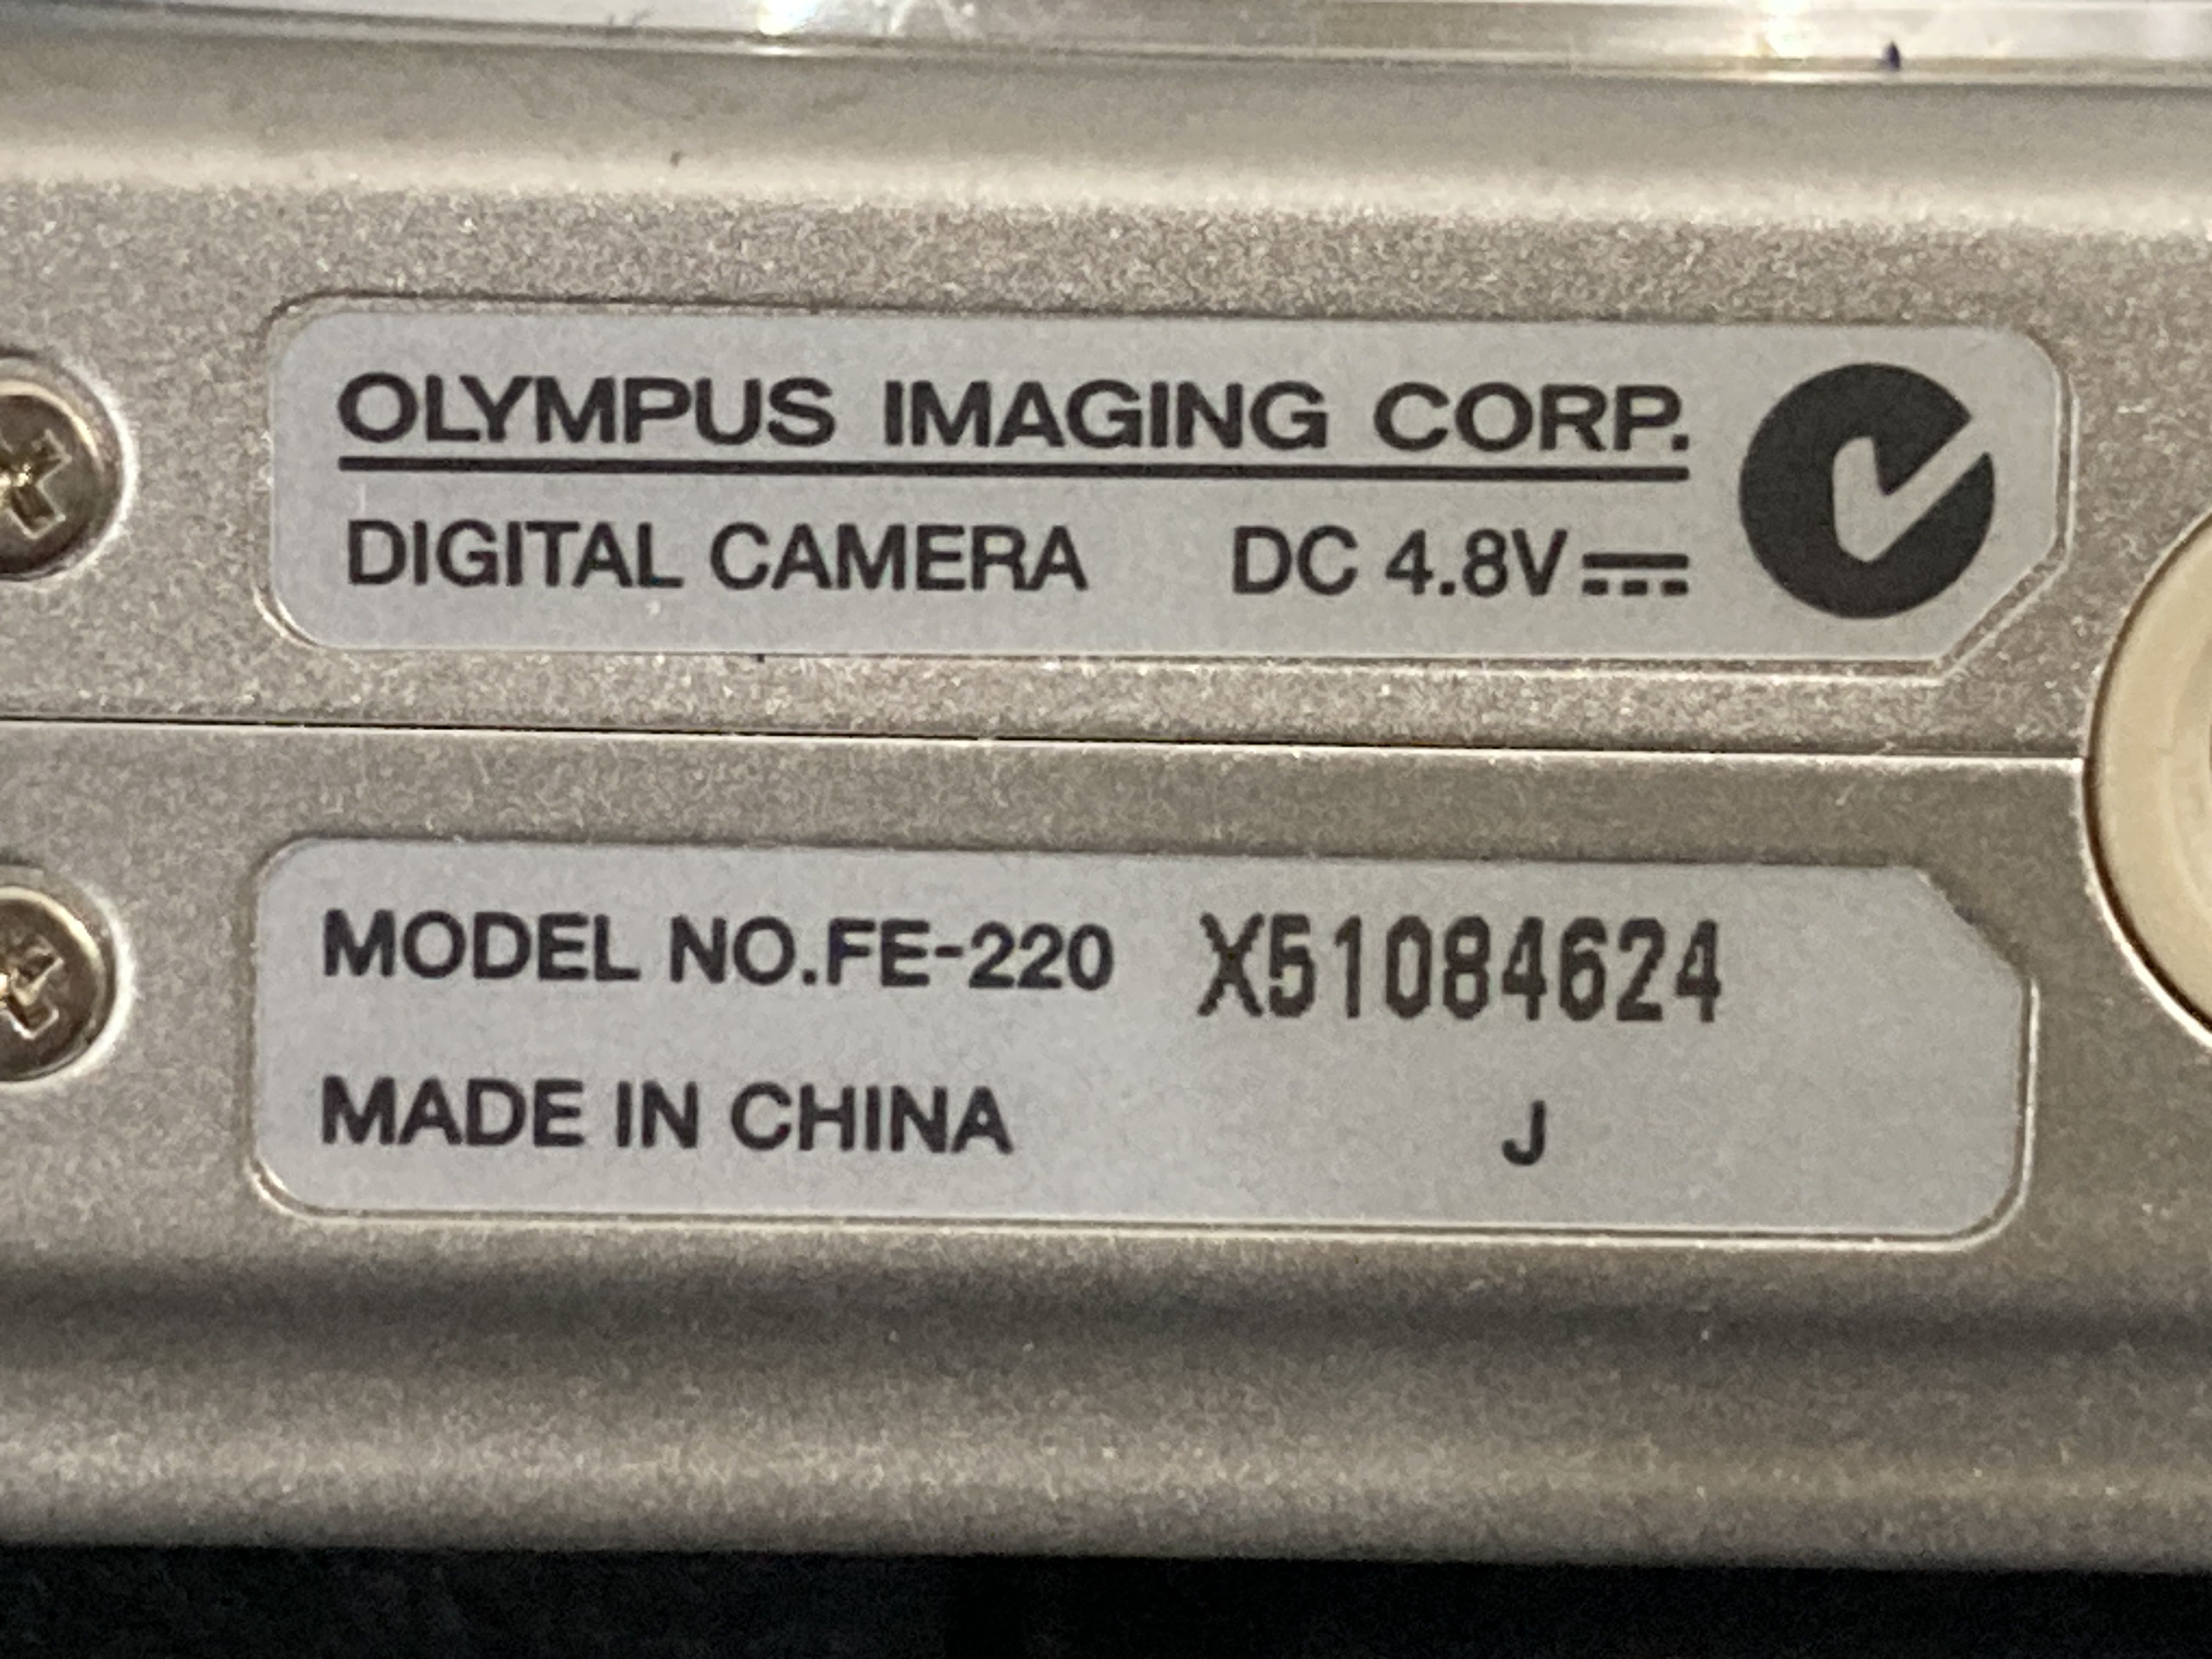 OLYMPUS IMAGING CORP.
DIGITAL CAMERA DC 4.8V
MODEL NO.FE-220 X51084624
MADE IN CHINA J